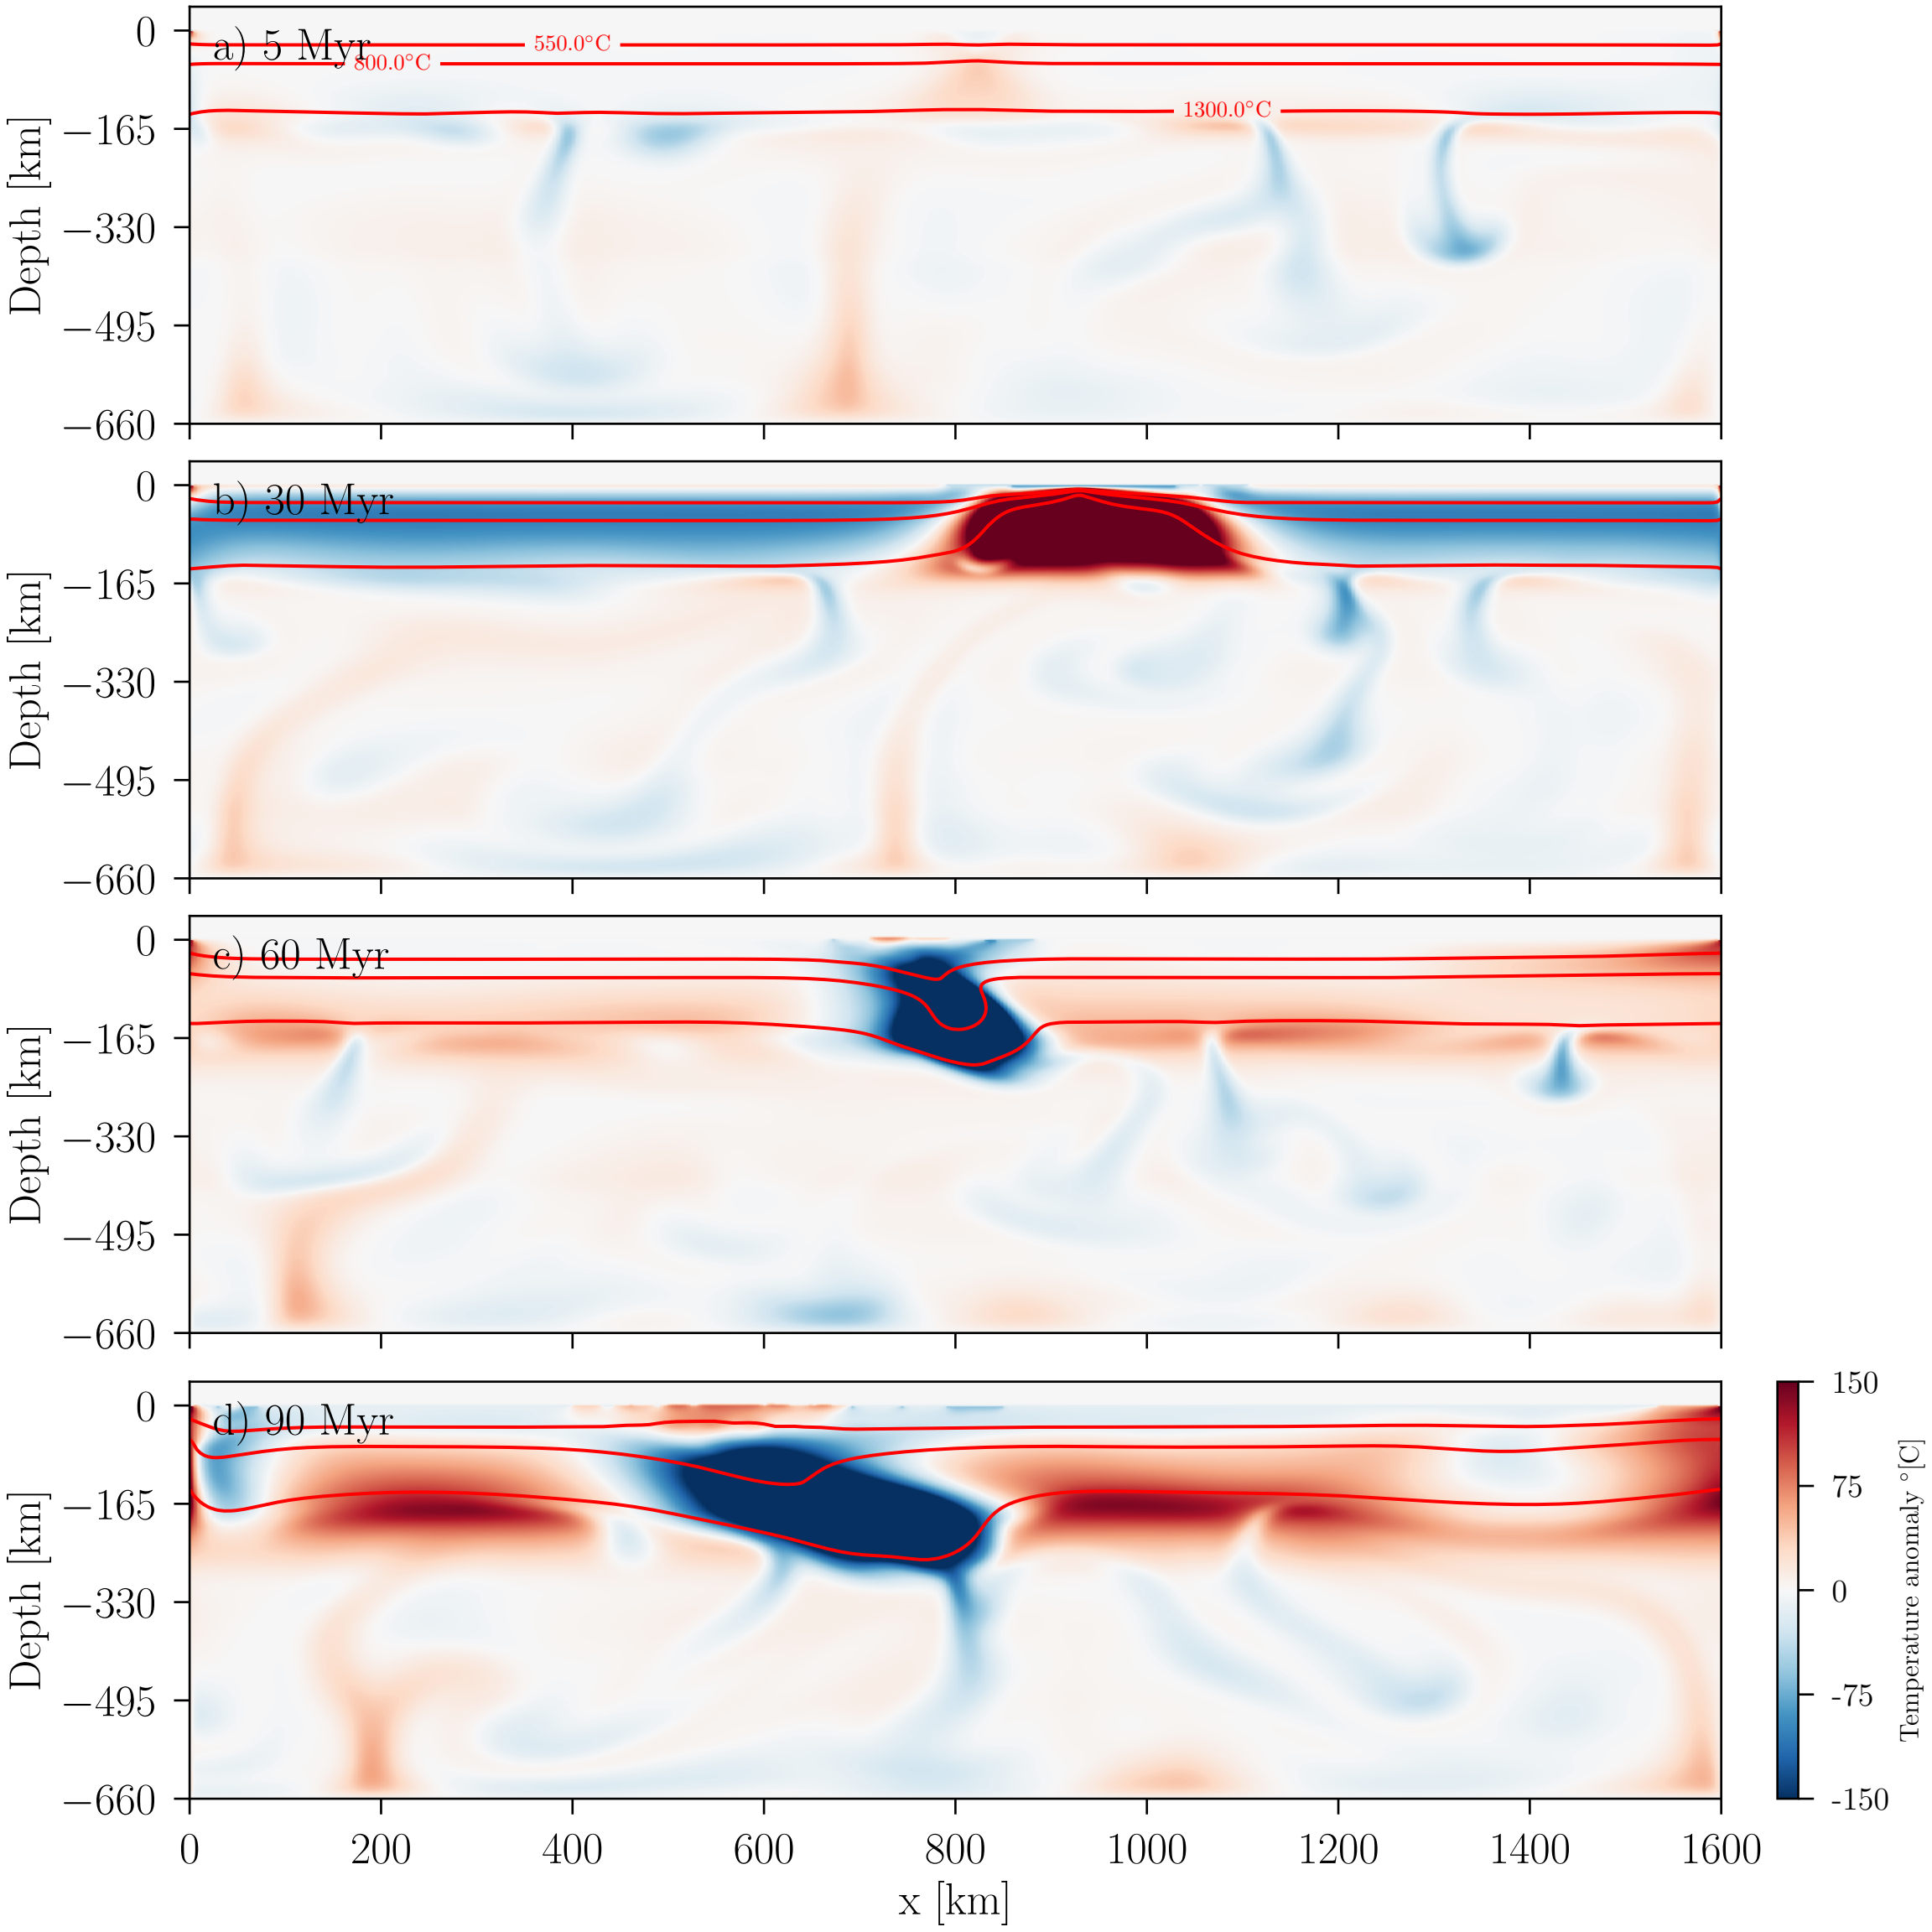 a) 5 Myr
550.0°C
800.0°C
1300.0°C
0
−165
−330
−495
−660
Depth [km]
b) 30 Myr
0
−165
−330
−495
−660
Depth [km]
c) 60 Myr
0
−165
−330
−495
−660
Depth [km]
d) 90 Myr
0
−165
−330
−495
−660
Depth [km]
0 200 400 600 800 1000 1200 1400 1600
x [km]
150
75
0
-75
-150
Temperature anomaly °[C]